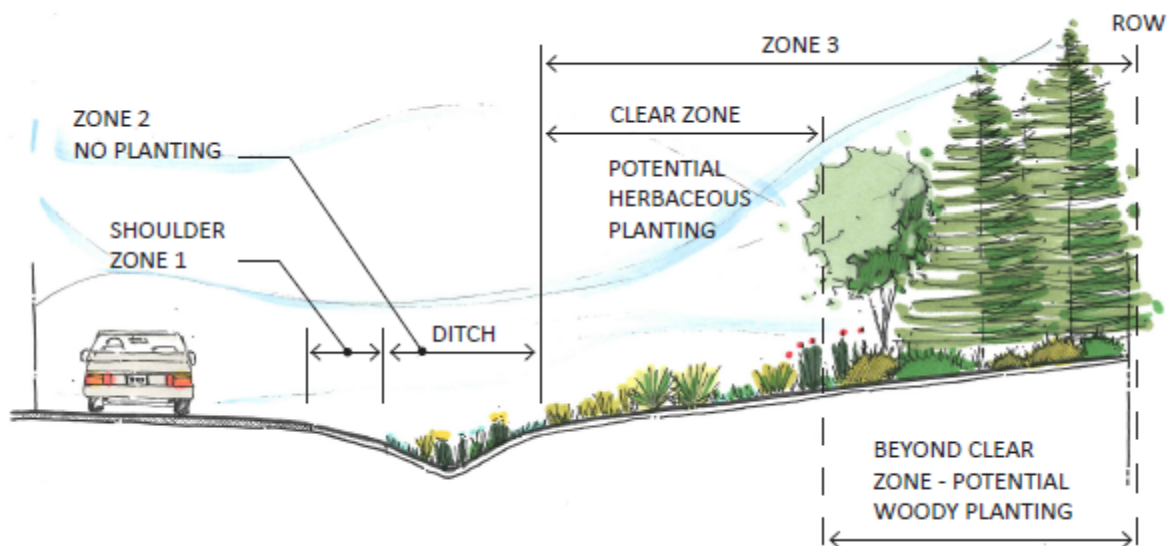 ROW
ZONE 3
ZONE 2
NO PLANTING
CLEAR ZONE
POTENTIAL
HERBACEOUS
PLANTING
SHOULDER
ZONE 1
DITCH
BEYOND CLEAR
ZONE - POTENTIAL
WOODY PLANTING